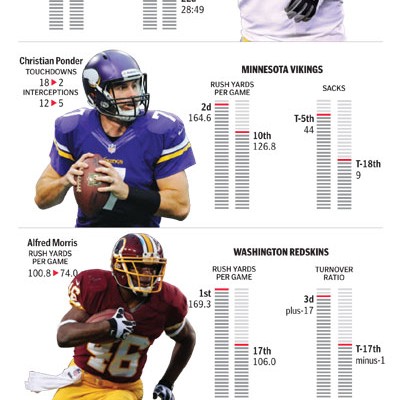 28:49
Christian Ponder
TOUCHDOWNS
18 ▶ 2
INTERCEPTIONS
12 ▶ 5
MINNESOTA VIKINGS
RUSH YARDS
PER GAME
2d
164.6
10th
126.8
SACKS
T-5th
44
T-18th
9
7
Alfred Morris
RUSH YARDS
PER GAME
100.8 ▶ 74.0
WASHINGTON REDSKINS
RUSH YARDS
PER GAME
1st
169.3
17th
106.0
TURNOVER
RATIO
3d
plus-17
T-17th
minus-1
46